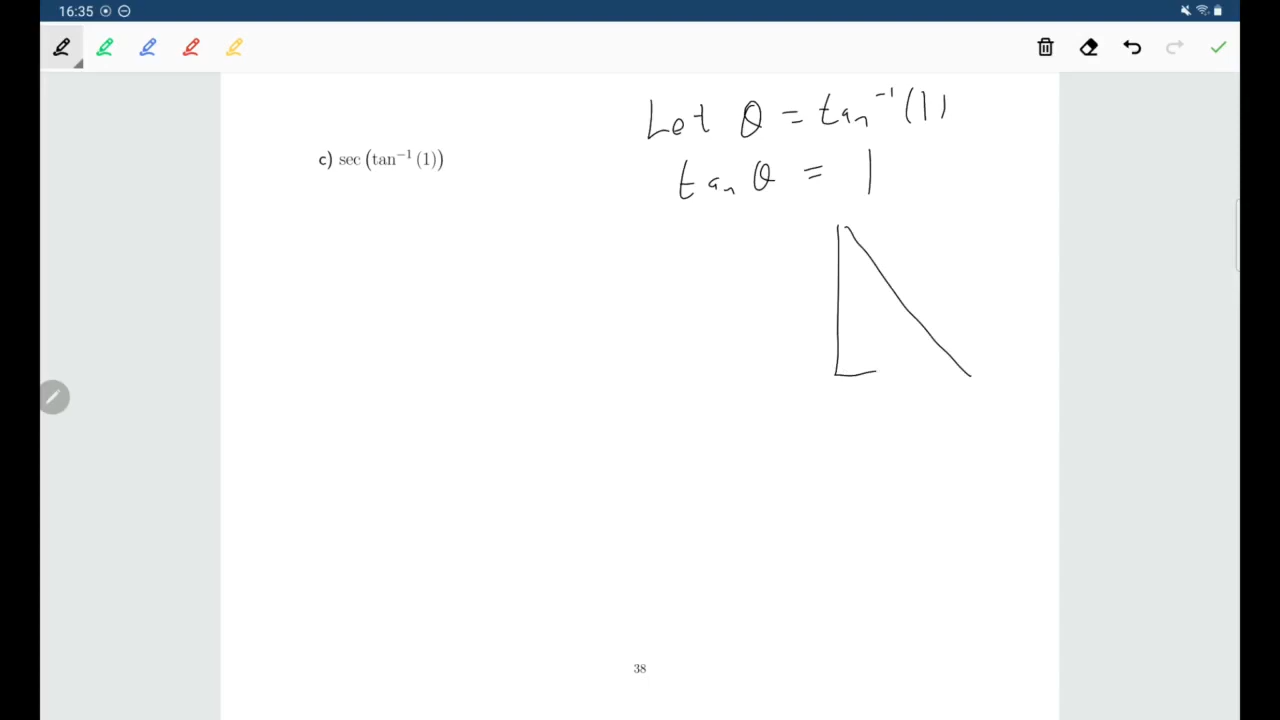 16:35
Let θ = tan⁻¹(1)
c) sec (tan⁻¹ (1))
tan θ = 1
38